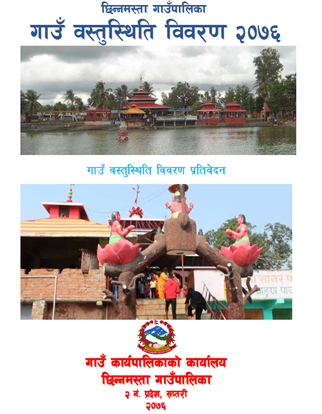 छिन्नमस्ता गाउँपालिका
गाउँ वस्तुस्थिति विवरण २०७६
गाउँ वस्तुस्थिति विवरण प्रतिवेदन
गाउँ कार्यपालिकाको कार्यालय
छिन्नमस्ता गाउँपालिका
२ नं. प्रदेश, सप्तरी
२०७६